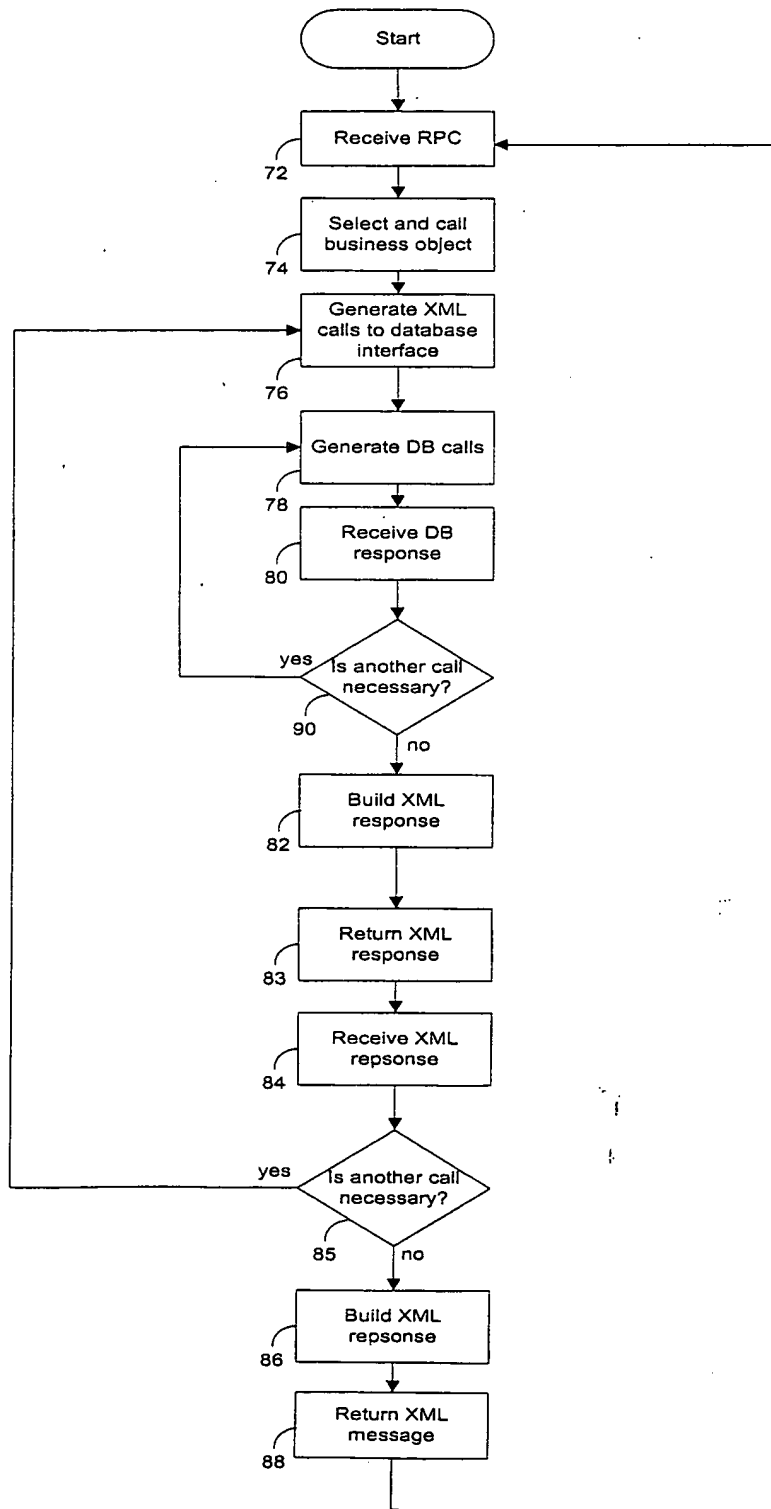 Start
Receive RPC
72
Select and call
business object
74
Generate XML
calls to database
interface
76
Generate DB calls
78
Receive DB
response
80
yes
Is another call
necessary?
90
no
Build XML
response
82
Return XML
response
83
Receive XML
repsonse
84
yes
Is another call
necessary?
85
no
Build XML
repsonse
86
Return XML
message
88